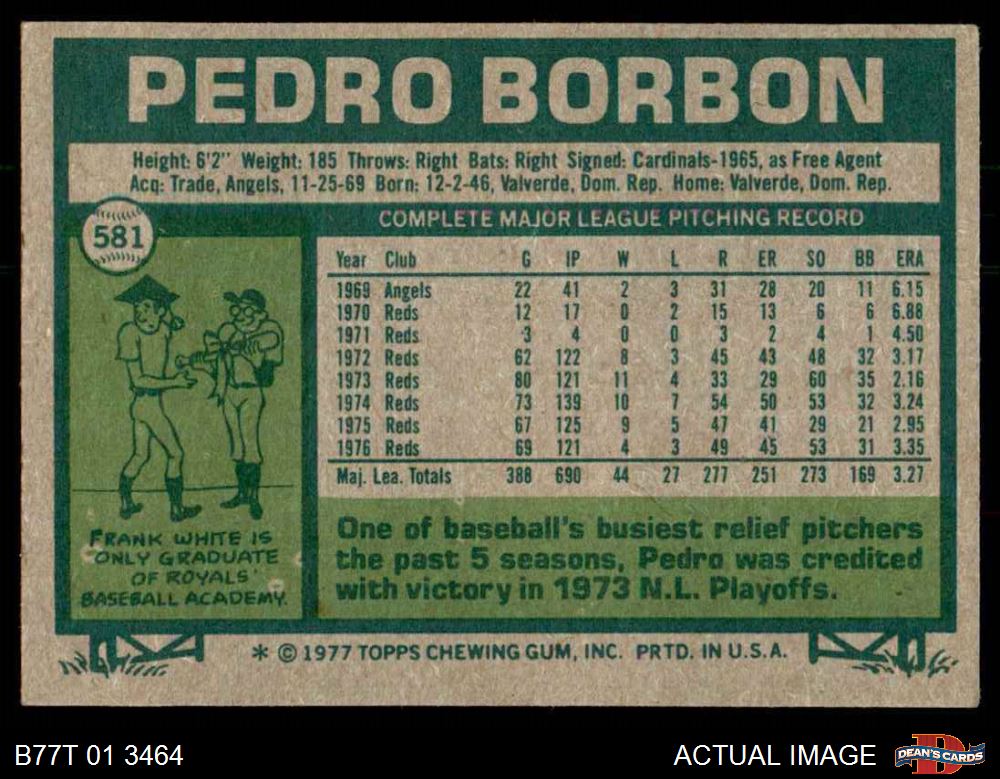 PEDRO BORBON
Height: 6'2" Weight: 185 Throws: Right Bats: Right Signed: Cardinals-1965, as Free Agent
Acq: Trade, Angels, 11-25-69 Born: 12-2-46, Valverde, Dom. Rep. Home: Valverde, Dom. Rep.
581
COMPLETE MAJOR LEAGUE PITCHING RECORD
Year Club G IP W L R ER SO BB ERA
1969 Angels 22 41 2 3 31 28 20 11 6.15
1970 Reds 12 17 0 2 15 13 6 6 6.88
1971 Reds 3 4 0 0 3 2 4 1 4.50
1972 Reds 62 122 8 3 45 43 48 32 3.17
1973 Reds 80 121 11 4 33 29 60 35 2.16
1974 Reds 73 139 10 7 54 50 53 32 3.24
1975 Reds 67 125 9 5 47 41 29 21 2.95
1976 Reds 69 121 4 3 49 45 53 31 3.35
Maj. Lea. Totals 388 690 44 27 277 251 273 169 3.27
FRANK WHITE IS
ONLY GRADUATE
OF ROYALS'
BASEBALL ACADEMY.
One of baseball's busiest relief pitchers
the past 5 seasons, Pedro was credited
with victory in 1973 N.L. Playoffs.
* © 1977 TOPPS CHEWING GUM, INC. PRTD. IN U.S.A.
B77T 01 3464
ACTUAL IMAGE
D
DEAN'S CARDS